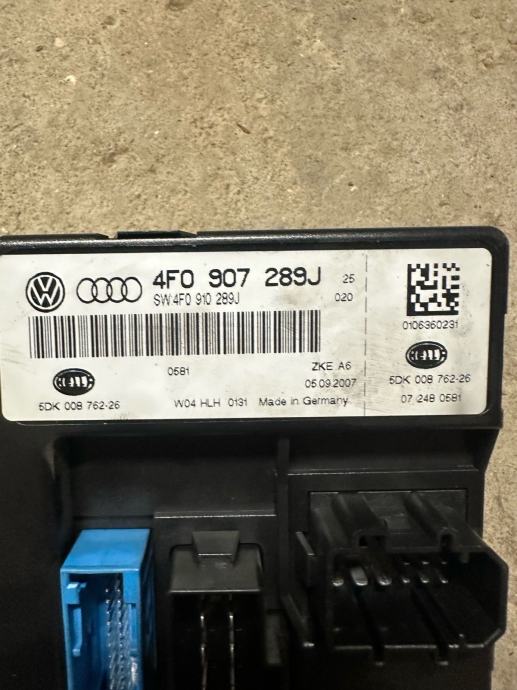 4F0 907 289J 25
SW:4F0 910 289J 020
0581
ZKE A6
05.09.2007
HELLA
5DK 008 762-26
W04 HLH 0131 Made in Germany
0106360231
HELLA
5DK 008 762-26
07 248 0581